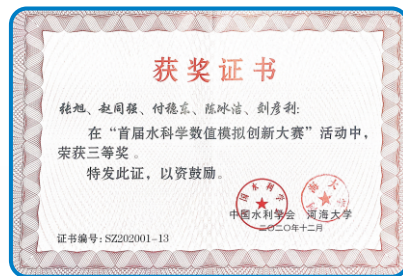 获奖证书
张旭、赵同强、付德东、陈冰洁、刘彦利:
在“首届水科学数值模拟创新大赛”活动中，
荣获三等奖。
特发此证，以资鼓励。
中国水利学会 河海大学
二〇二〇年十二月
证书编号：SZ202001-13